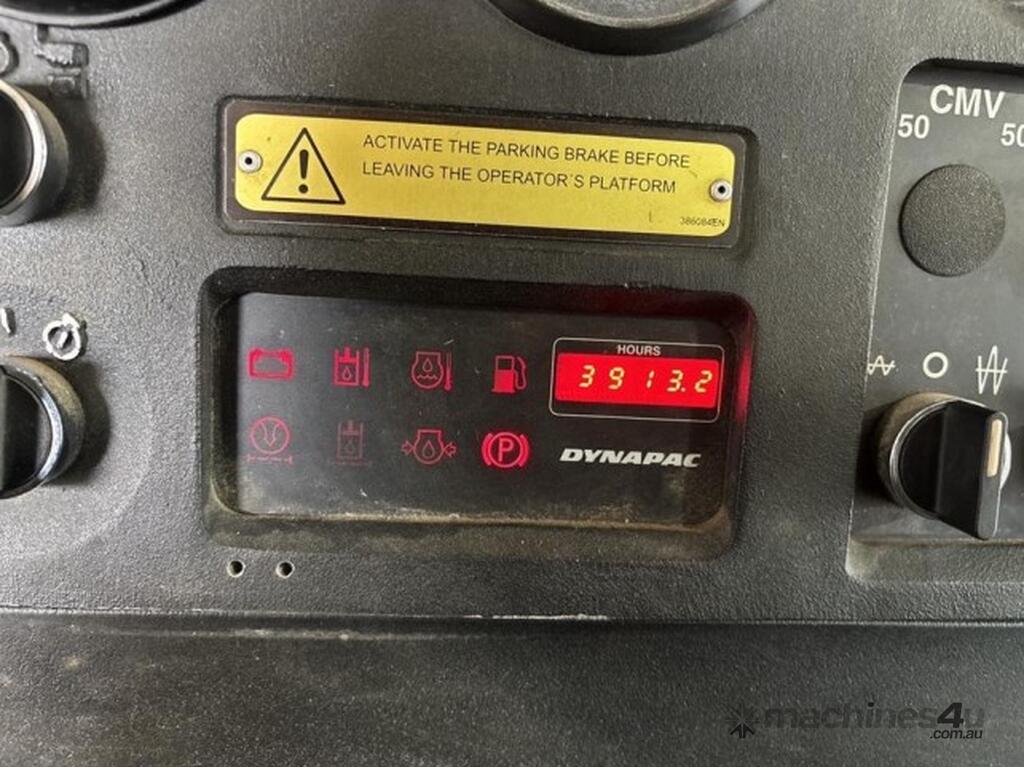 ACTIVATE THE PARKING BRAKE BEFORE
LEAVING THE OPERATOR´S PLATFORM
386084EN
CMV
50 50
HOURS
3913.2
P
DYNAPAC
machines4u
.com.au